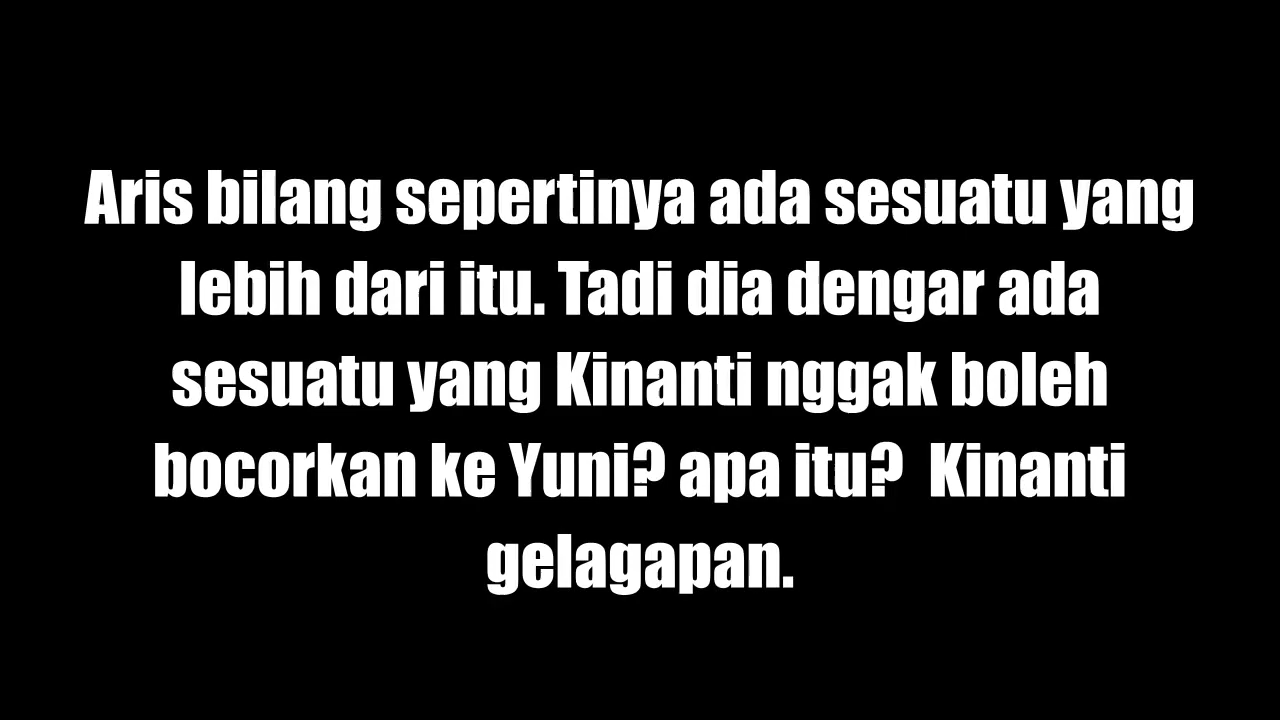 Aris bilang sepertinya ada sesuatu yang
lebih dari itu. Tadi dia dengar ada
sesuatu yang Kinanti nggak boleh
bocorkan ke Yuni? apa itu?  Kinanti
gelagapan.